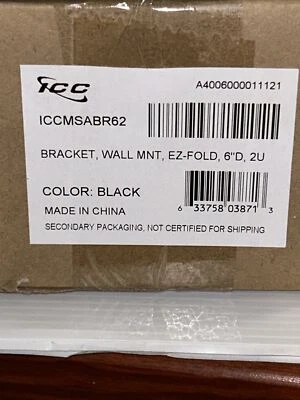 ICC
A4006000011121
ICCMSABR62
BRACKET, WALL MNT, EZ-FOLD, 6"D, 2U
COLOR: BLACK
6 33758 03871 3
MADE IN CHINA
SECONDARY PACKAGING, NOT CERTIFIED FOR SHIPPING